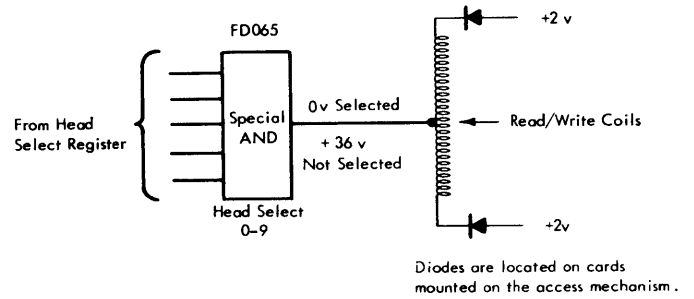 FD065
+2 v
From Head
Select Register
Special
AND
0v Selected
+ 36 v
Not Selected
Read/Write Coils
Head Select
0-9
+2v
Diodes are located on cards
mounted on the access mechanism.